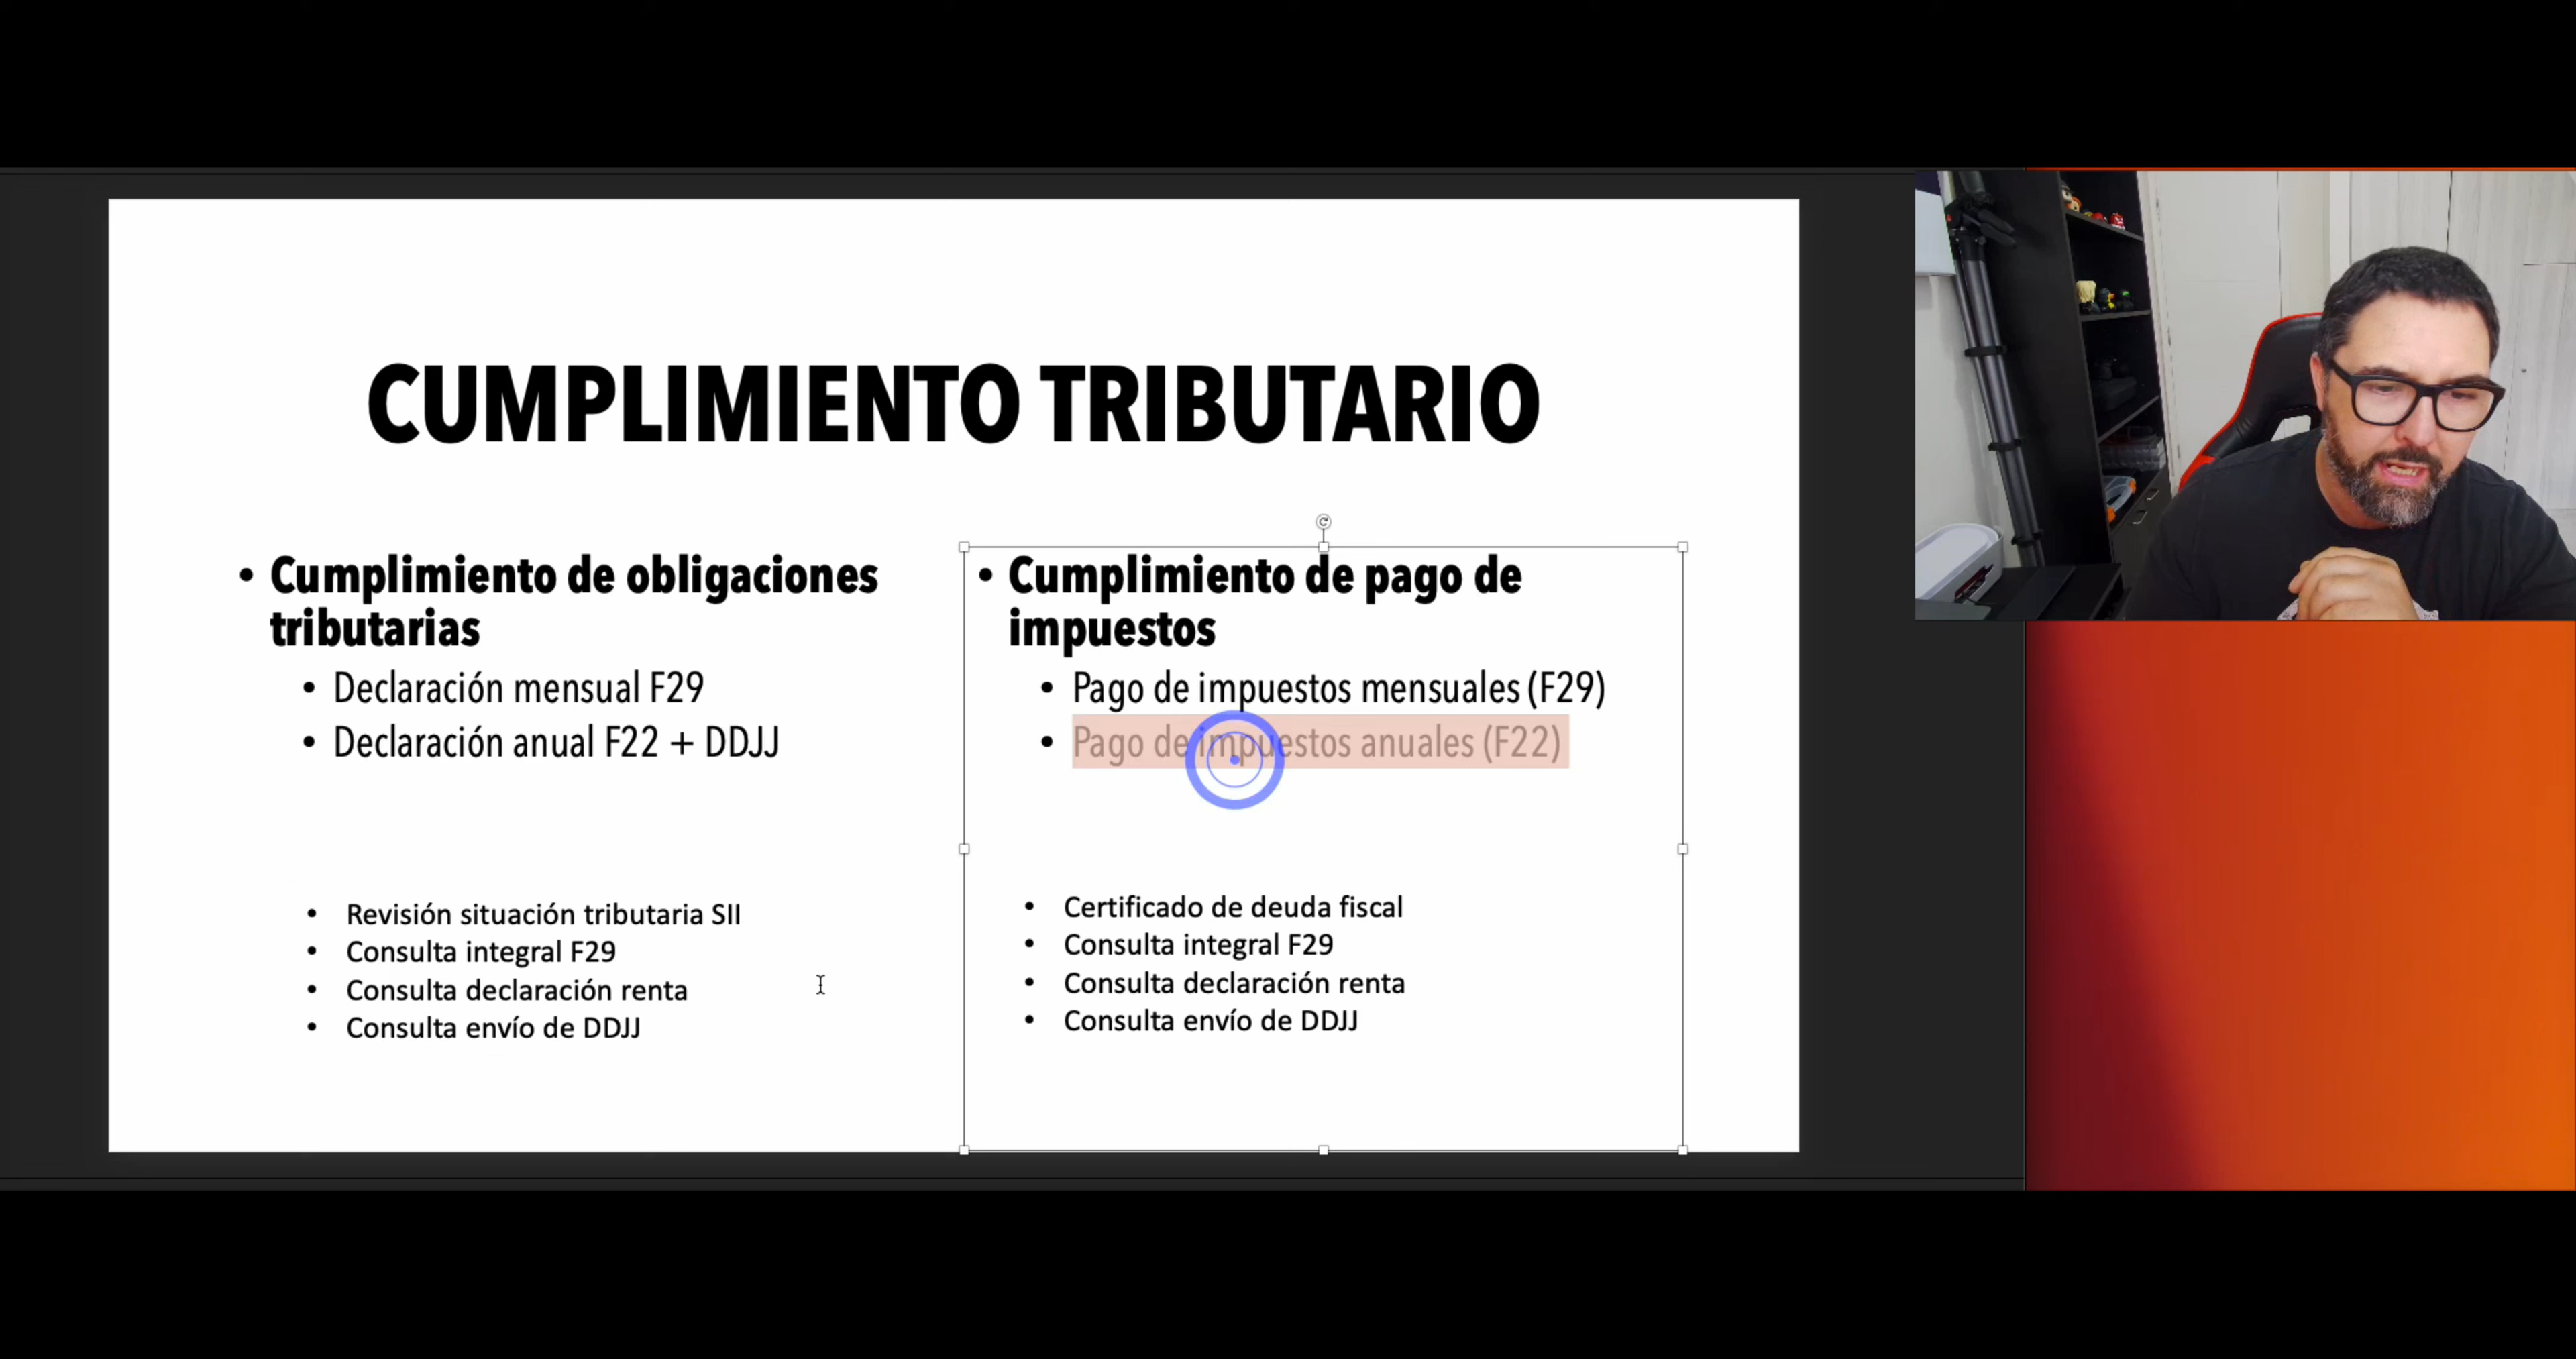 CUMPLIMIENTO TRIBUTARIO
• Cumplimiento de obligaciones
tributarias
• Declaración mensual F29
• Declaración anual F22 + DDJJ
• Revisión situación tributaria SII
• Consulta integral F29
• Consulta declaración renta
• Consulta envío de DDJJ
• Cumplimiento de pago de
impuestos
• Pago de impuestos mensuales (F29)
• Pago de impuestos anuales (F22)
• Certificado de deuda fiscal
• Consulta integral F29
• Consulta declaración renta
• Consulta envío de DDJJ